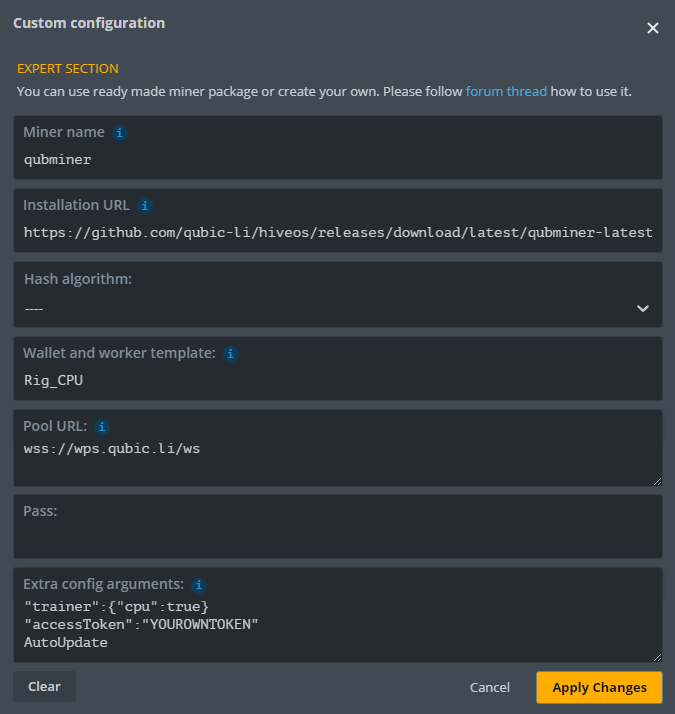 Custom configuration
EXPERT SECTION
You can use ready made miner package or create your own. Please follow forum thread how to use it.
Miner name
qubminer
Installation URL
https://github.com/qubic-li/hiveos/releases/download/latest/qubminer-latest
Hash algorithm:
----
Wallet and worker template:
Rig_CPU
Pool URL:
wss://wps.qubic.li/ws
Pass:
Extra config arguments:
"trainer":{"cpu":true}
"accessToken":"YOUROWNTOKEN"
AutoUpdate
Clear
Cancel
Apply Changes